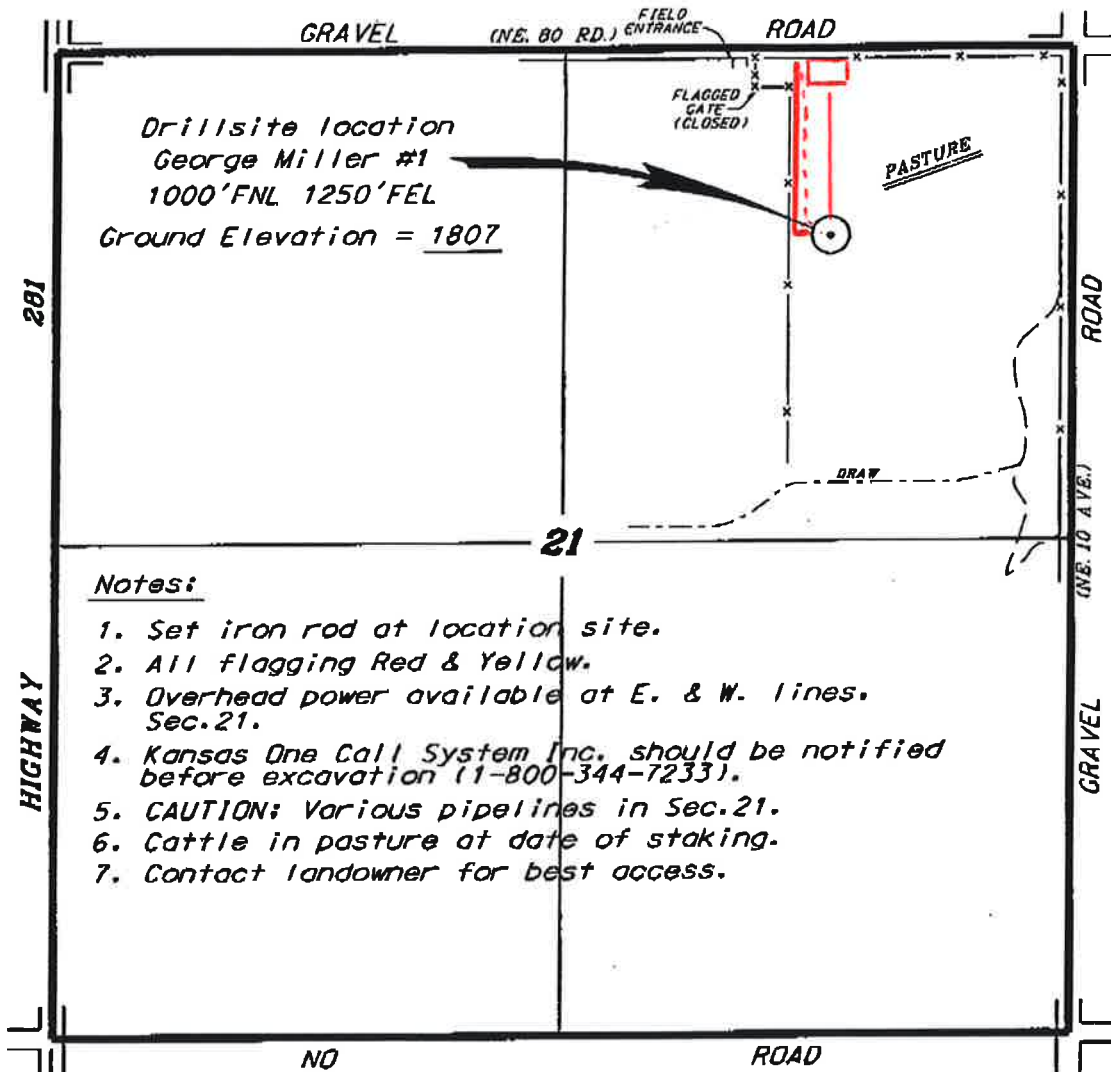 GRAVEL (NE. 80 RD.) ROAD
FIELD
ENTRANCE
FLAGGED
GATE
(CLOSED)
Drillsite location
George Miller #1
1000'FNL 1250'FEL
Ground Elevation = 1807
PASTURE
281
ROAD
DRAW
21
(NE. 10 AVE.)
Notes:
1. Set iron rod at location site.
2. All flagging Red & Yellow.
3. Overhead power available at E. & W. lines.
Sec.21.
4. Kansas One Call System Inc. should be notified
before excavation (1-800-344-7233).
5. CAUTION: Various pipelines in Sec.21.
6. Cattle in pasture at date of staking.
7. Contact landowner for best access.
HIGHWAY
GRAVEL
NO ROAD